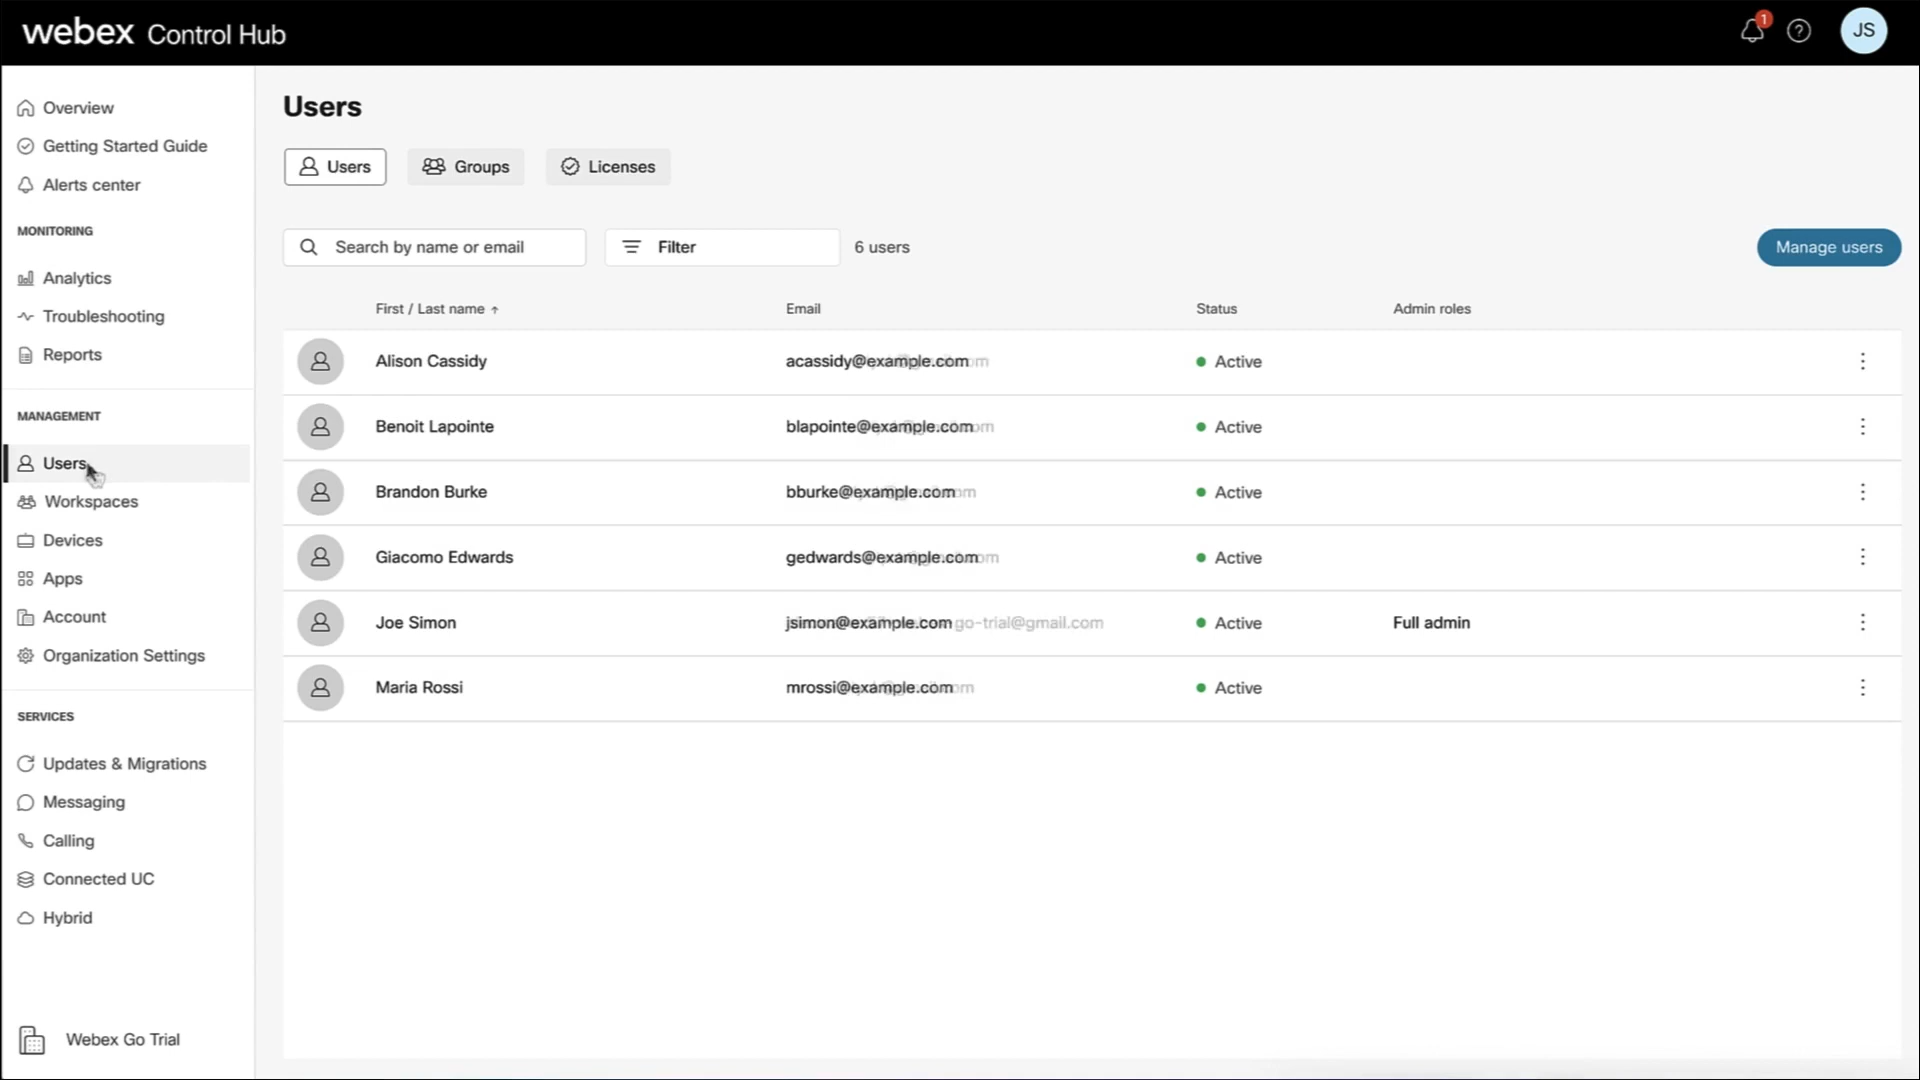 webex Control Hub
1
JS
Overview
Getting Started Guide
Alerts center
MONITORING
Analytics
Troubleshooting
Reports
MANAGEMENT
Users
Workspaces
Devices
Apps
Account
Organization Settings
SERVICES
Updates & Migrations
Messaging
Calling
Connected UC
Hybrid
Webex Go Trial
Users
Users Groups Licenses
Search by name or email Filter 6 users Manage users
First / Last name Email Status Admin roles
Alison Cassidy acassidy@example.com Active
Benoit Lapointe blapointe@example.com Active
Brandon Burke bburke@example.com Active
Giacomo Edwards gedwards@example.com Active
Joe Simon jsimon@example.com go-trial@gmail.com Active Full admin
Maria Rossi mrossi@example.com Active